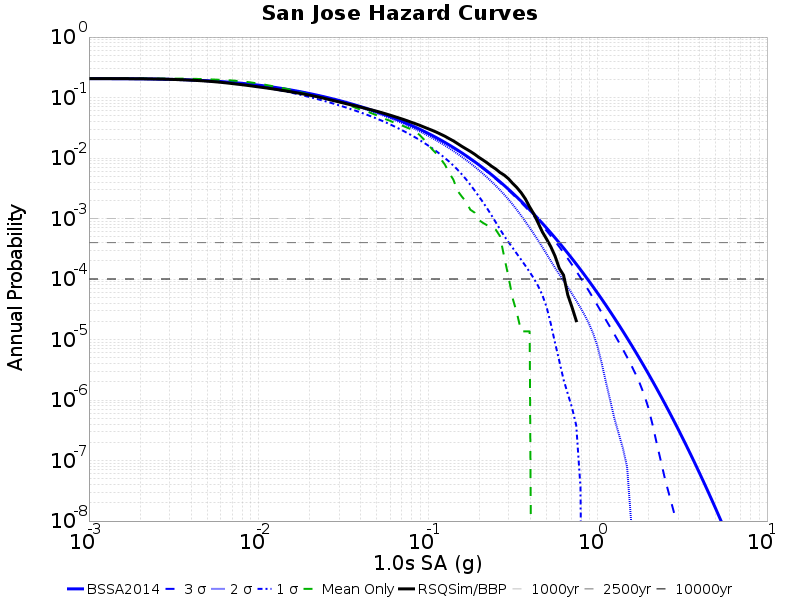 San Jose Hazard Curves
Annual Probability
10^0
10^-1
10^-2
10^-3
10^-4
10^-5
10^-6
10^-7
10^-8
10^-3 10^-2 10^-1 10^0 10^1
1.0s SA (g)
BSSA2014 3 σ 2 σ 1 σ Mean Only RSQSim/BBP 1000yr 2500yr 10000yr